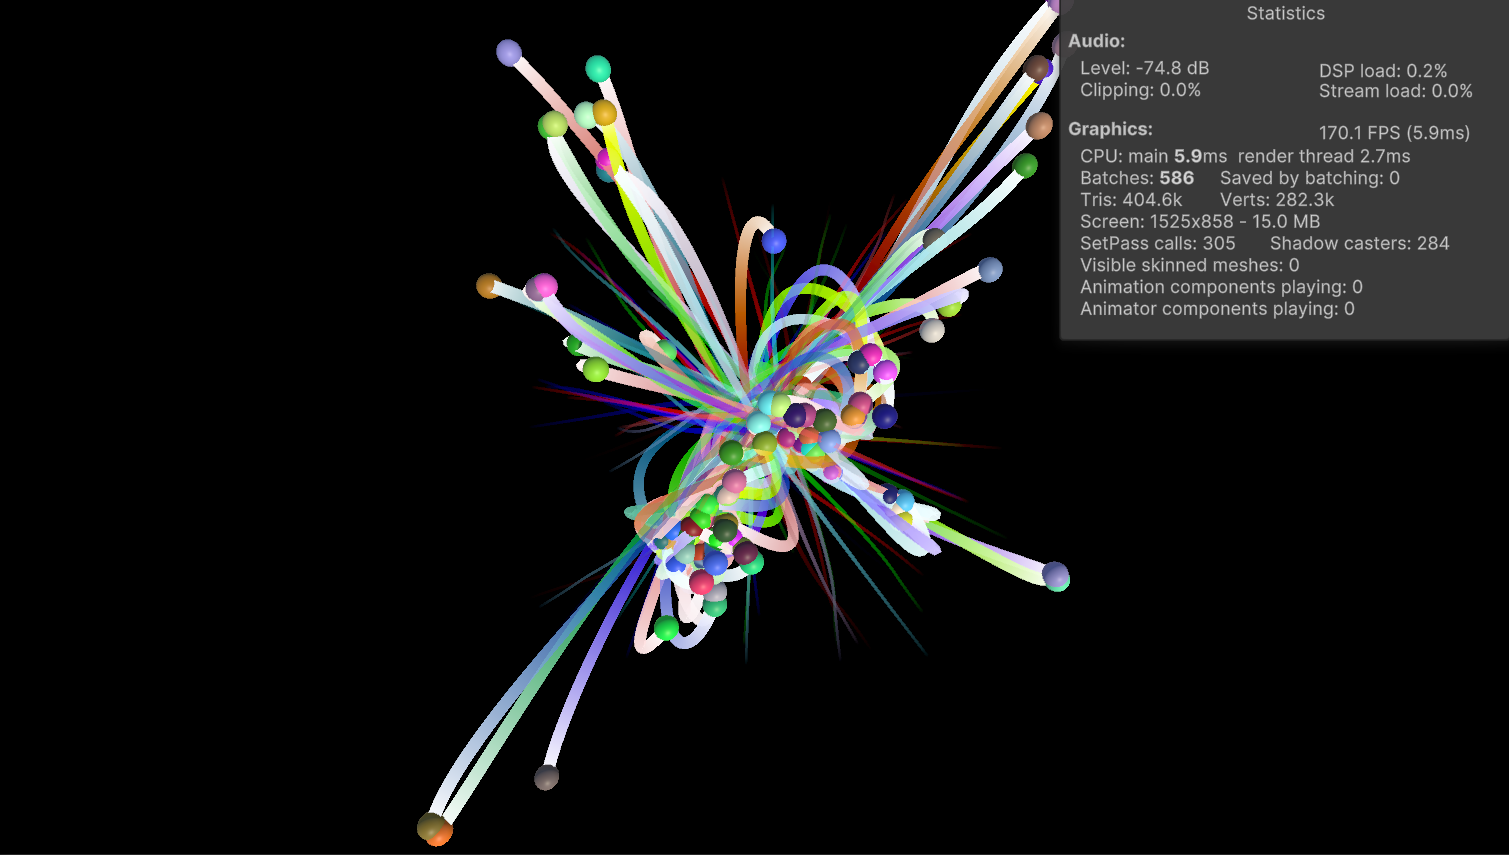 Statistics
Audio:
Level: -74.8 dB DSP load: 0.2%
Clipping: 0.0% Stream load: 0.0%
Graphics: 170.1 FPS (5.9ms)
CPU: main 5.9ms render thread 2.7ms
Batches: 586 Saved by batching: 0
Tris: 404.6k Verts: 282.3k
Screen: 1525x858 - 15.0 MB
SetPass calls: 305 Shadow casters: 284
Visible skinned meshes: 0
Animation components playing: 0
Animator components playing: 0